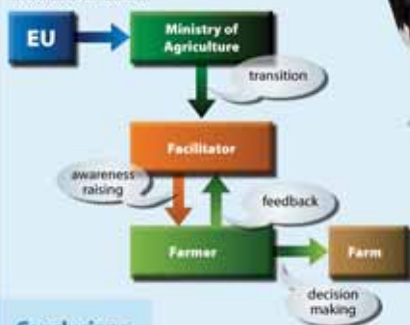 EU
Ministry of
Agriculture
transition
Facilitator
awareness
raising
feedback
Farmer
Farm
decision
making